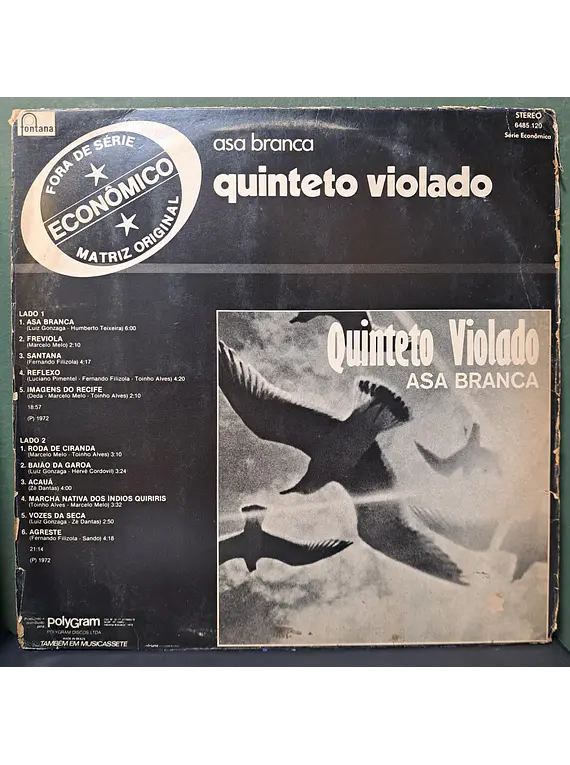 fontana
FORA DE SÉRIE
ECONÔMICO
MATRIZ ORIGINAL
asa branca
quinteto violado
STEREO
6485 120
Série Econômica
LADO 1
1. ASA BRANCA
(Luiz Gonzaga - Humberto Teixeira) 6:00
2. FREVIOLA
(Marcelo Melo) 2:10
3. SANTANA
(Fernando Filizola) 4:17
4. REFLEXO
(Luciano Pimentel - Fernando Filizola - Toinho Alves) 4:20
5. IMAGENS DO RECIFE
(Deda - Marcelo Melo - Toinho Alves) 2:10
18:57
(P) 1972
LADO 2
1. RODA DE CIRANDA
(Marcelo Melo - Toinho Alves) 3:10
2. BAIÃO DA GAROA
(Luiz Gonzaga - Hervé Cordovil) 3:24
3. ACAUÃ
(Zé Dantas) 4:00
4. MARCHA NATIVA DOS ÍNDIOS QUIRIRIS
(Toinho Alves - Marcelo Melo) 3:32
5. VOZES DA SECA
(Luiz Gonzaga - Zé Dantas) 2:50
6. AGRESTE
(Fernando Filizola - Sando) 4:18
21:14
(P) 1972
Quinteto Violado
ASA BRANCA
polyGram
POLYGRAM DISCOS LTDA.
TAMBÉM EM MUSICASSETE